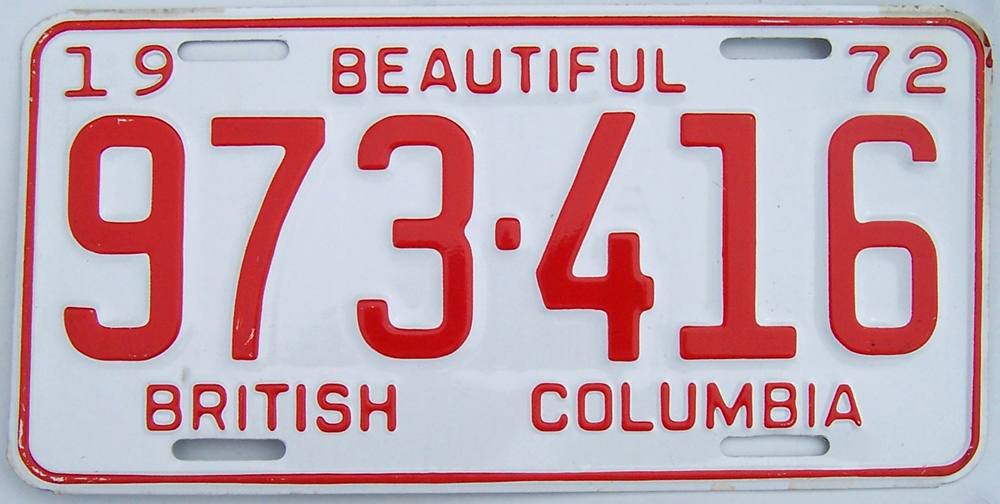 19 BEAUTIFUL 72
973·416
BRITISH COLUMBIA